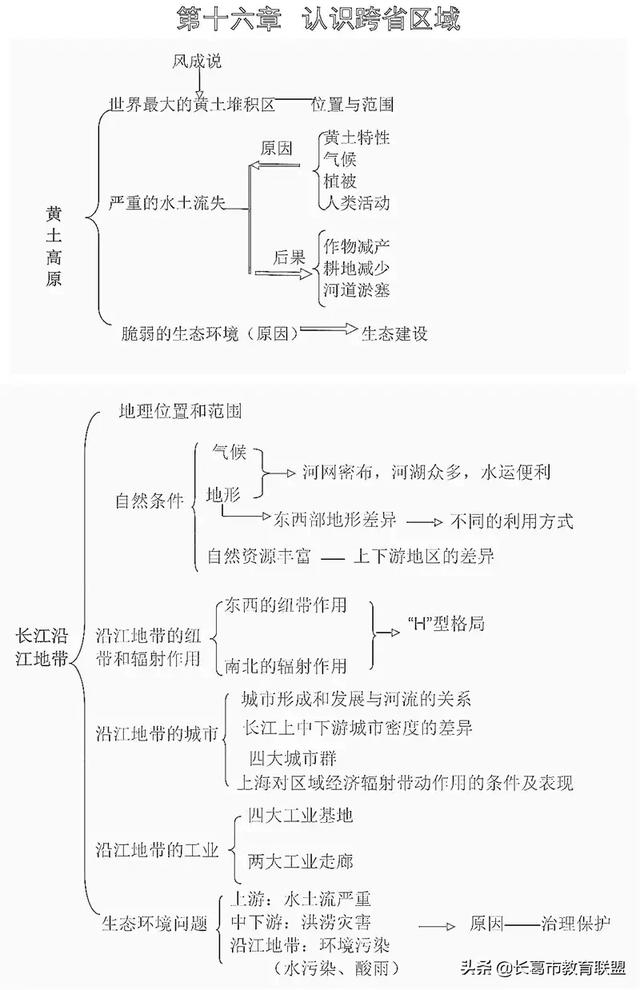 第十六章 认识跨省区域
风成说
世界最大的黄土堆积区 位置与范围
黄土特性
原因
气候
植被
严重的水土流失
人类活动
黄土高原
作物减产
后果
耕地减少
河道淤塞
脆弱的生态环境（原因） 生态建设
地理位置和范围
气候
河网密布，河湖众多，水运便利
自然条件
地形
东西部地形差异 不同的利用方式
自然资源丰富 — 上下游地区的差异
长江沿
江地带
沿江地带的纽
带和辐射作用
东西的纽带作用
“H”型格局
南北的辐射作用
沿江地带的城市
城市形成和发展与河流的关系
长江上中下游城市密度的差异
四大城市群
上海对区域经济辐射带动作用的条件及表现
沿江地带的工业
四大工业基地
两大工业走廊
生态环境问题
上游：水土流严重
中下游：洪涝灾害
原因——治理保护
沿江地带：环境污染
（水污染、酸雨）
头条 @长葛市教育联盟